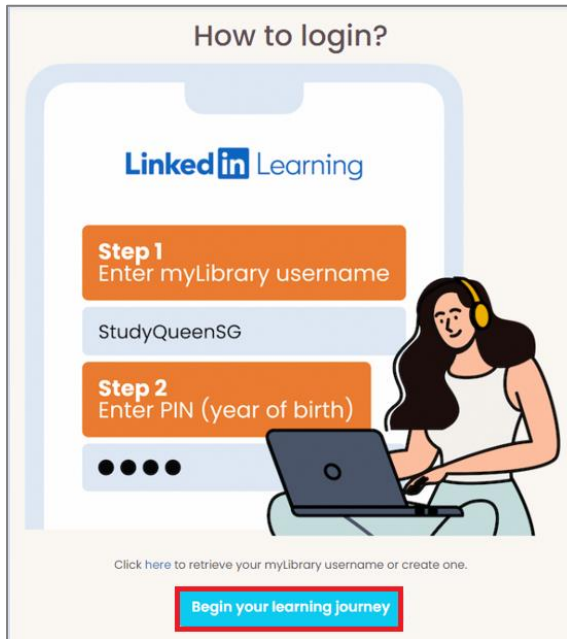 How to login?
LinkedIn Learning
Step 1
Enter myLibrary username
StudyQueenSG
Step 2
Enter PIN (year of birth)
Click here to retrieve your myLibrary username or create one.
Begin your learning journey